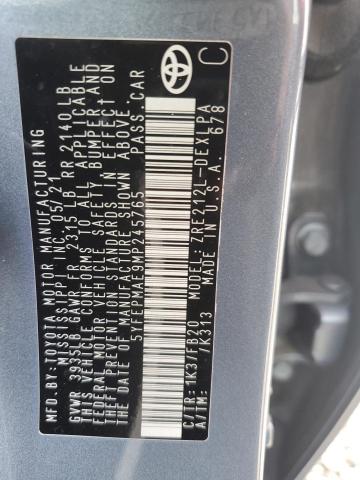 MFD. BY: TOYOTA MOTOR MANUFACTURING
MISSISSIPPI INC. 05/21
GVWR 3935LB GAWR FR 2315LB RR 2140LB
THIS VEHICLE CONFORMS TO ALL APPLICABLE
FEDERAL MOTOR VEHICLE SAFETY, BUMPER, AND
THEFT PREVENTION STANDARDS IN EFFECT ON
THE DATE OF MANUFACTURE SHOWN ABOVE.
5YFEPMAE9MP245765 PASS. CAR
C/TR: 1K3/FB20 MODEL: ZRE212L-DEXLPA
A/TM: /K313 MADE IN U.S.A. 678
C
TOYOTA